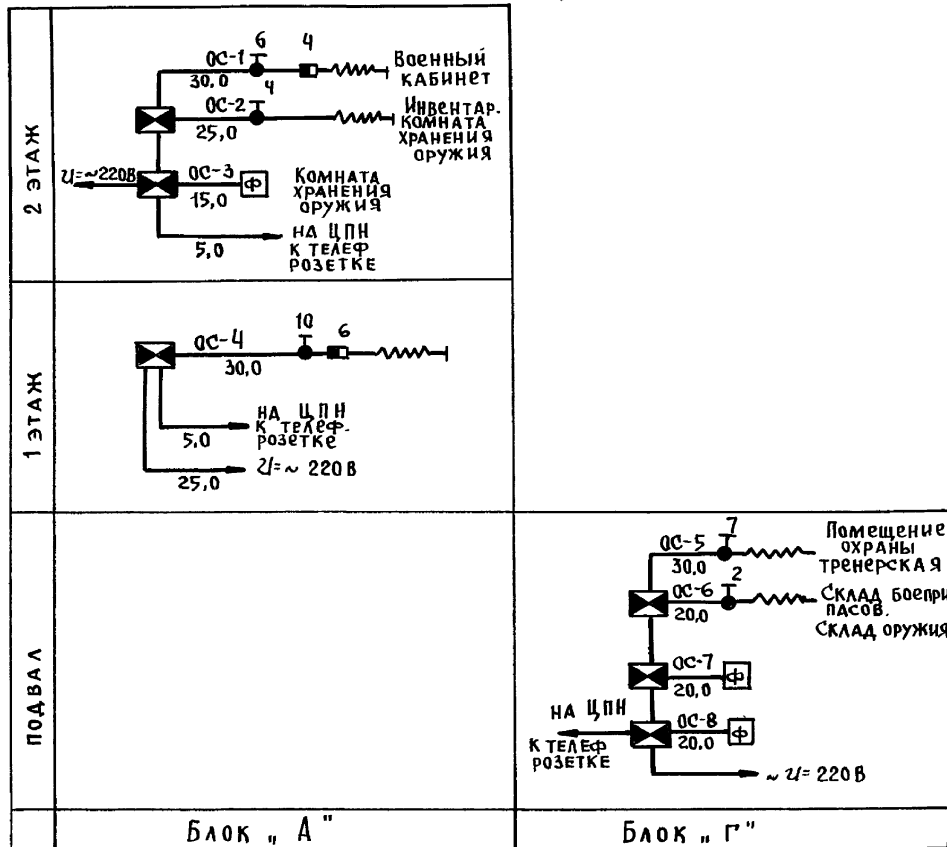 2 ЭТАЖ
6
4
ОС-1
30,0
Военный
кабинет
4
ОС-2
25,0
Инвентар.
комната
хранения
оружия
U=~220В
ОС-3
15,0
Ф
Комната
хранения
оружия
5,0
на ЦПН
к телеф
розетке
1 ЭТАЖ
10
6
ОС-4
30,0
на ЦПН
к телеф.
розетке
5,0
25,0
U=~ 220В
ПОДВАЛ
7
ОС-5
30,0
Помещение
охраны
тренерская
2
ОС-6
20,0
Склад боепри
пасов.
Склад оружия
ОС-7
20,0
Ф
на ЦПН
к телеф
розетке
ОС-8
20,0
Ф
~ U= 220В
Блок „ А "
Блок „ Г "